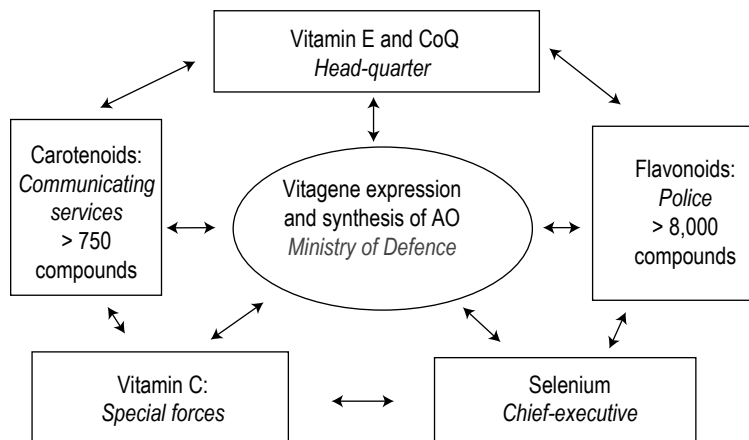 Vitamin E and CoQ
Head-quarter
Carotenoids:
Communicating
services
> 750
compounds
Vitagene expression
and synthesis of AO
Ministry of Defence
Flavonoids:
Police
> 8,000
compounds
Vitamin C:
Special forces
Selenium
Chief-executive